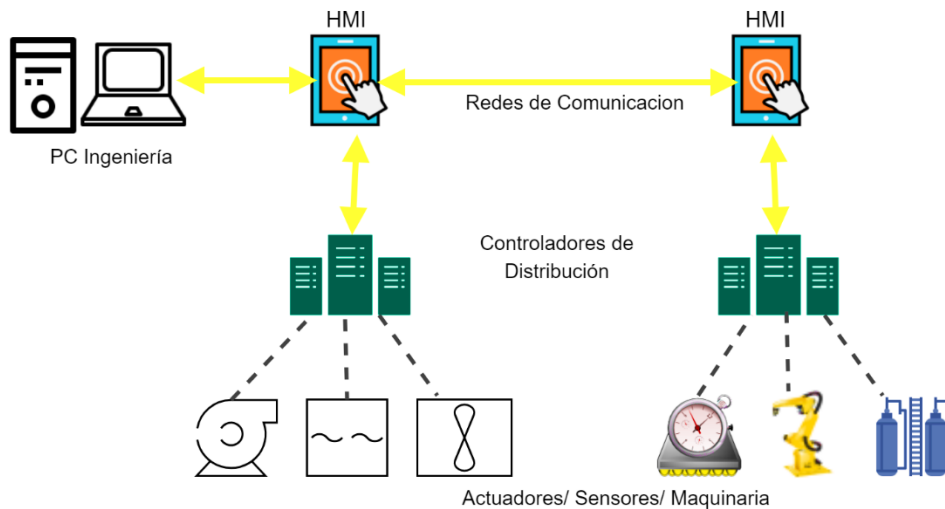 HMI
HMI
Redes de Comunicacion
PC Ingeniería
Controladores de
Distribución
Actuadores/ Sensores/ Maquinaria